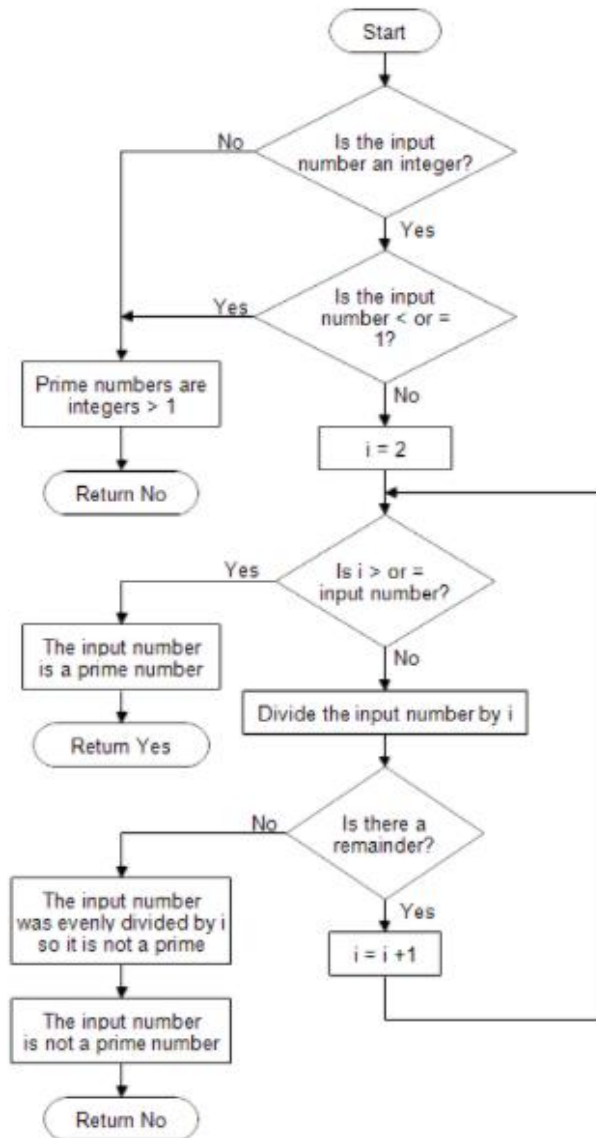 Start
Is the input
number an integer?
No
Yes
Is the input
number < or =
1?
Yes
No
Prime numbers are
integers > 1
Return No
i = 2
Is i > or =
input number?
Yes
No
The input number
is a prime number
Return Yes
Divide the input number by i
Is there a
remainder?
No
Yes
The input number
was evenly divided by i
so it is not a prime
i = i +1
The input number
is not a prime number
Return No